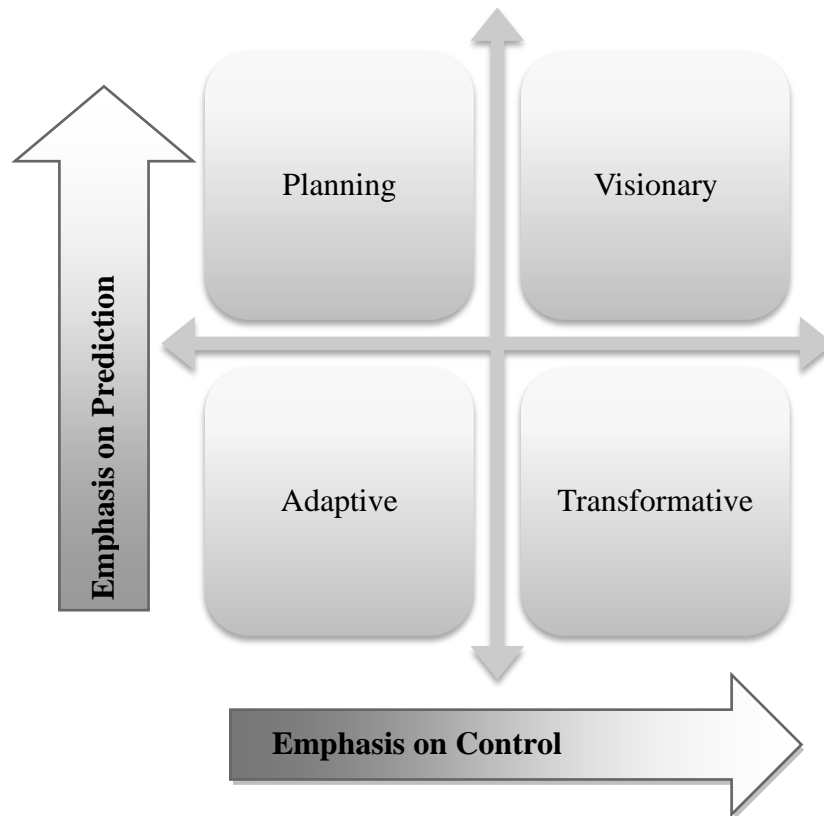 Planning
Visionary
Emphasis on Prediction
Adaptive
Transformative
Emphasis on Control